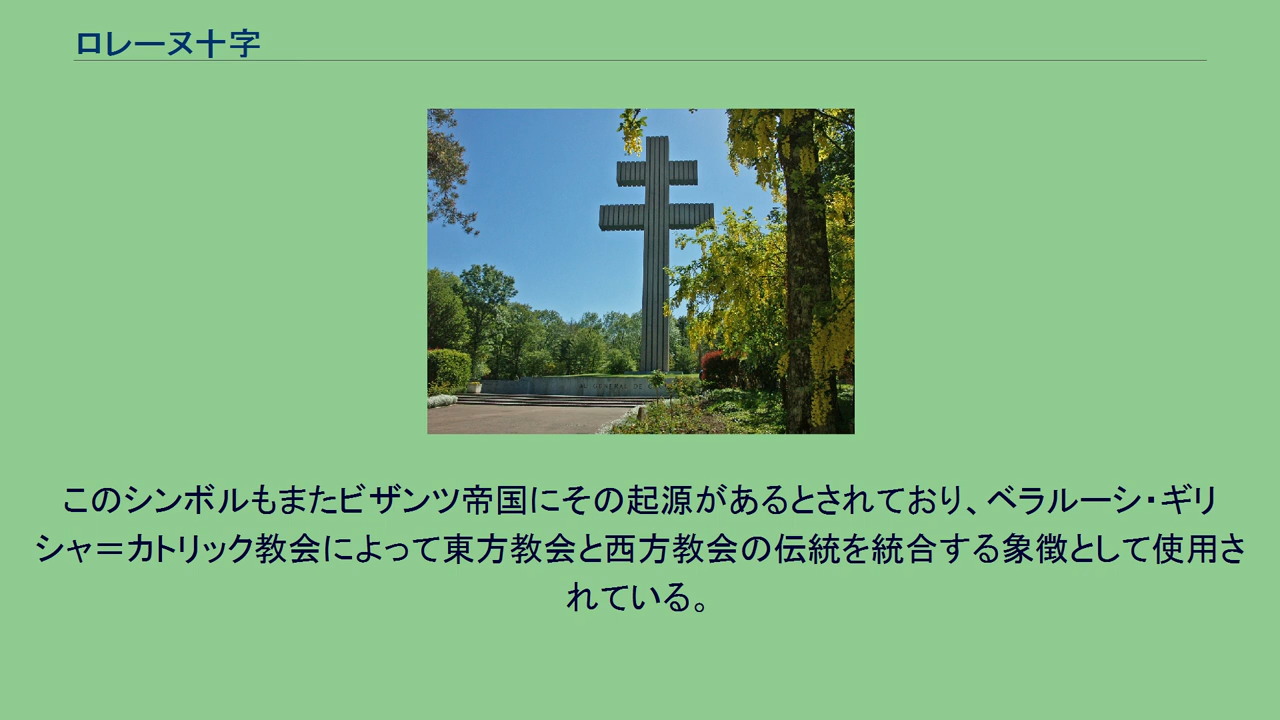 ロレーヌ十字
AU GENERAL DE
このシンボルもまたビザンツ帝国にその起源があるとされており、ベラルーシ・ギリ
シャ＝カトリック教会によって東方教会と西方教会の伝統を統合する象徴として使用さ
れている。